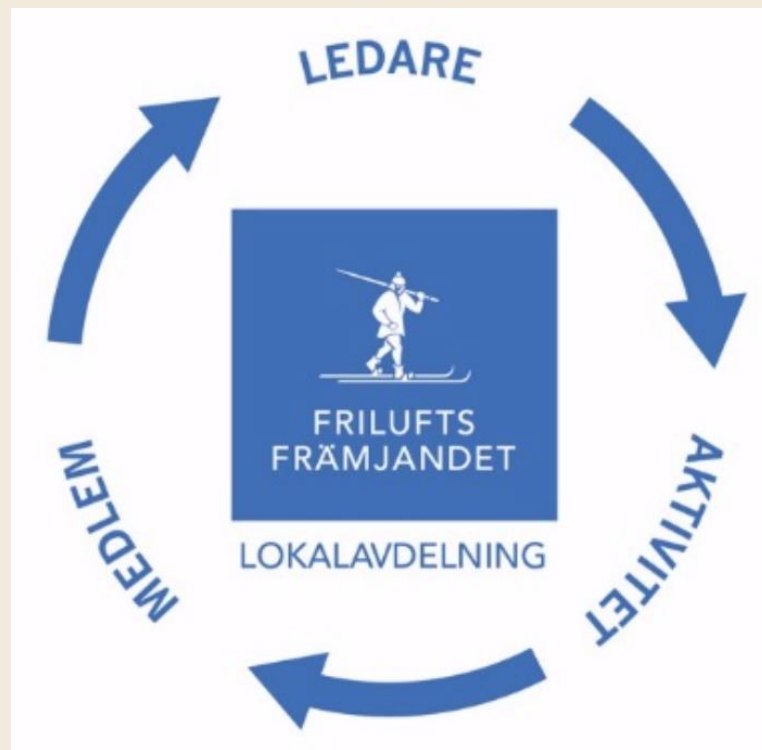 LEDARE
FRILUFTS
FRÄMJANDET
LOKALAVDELNING
AKTIVITET
MEDLEM